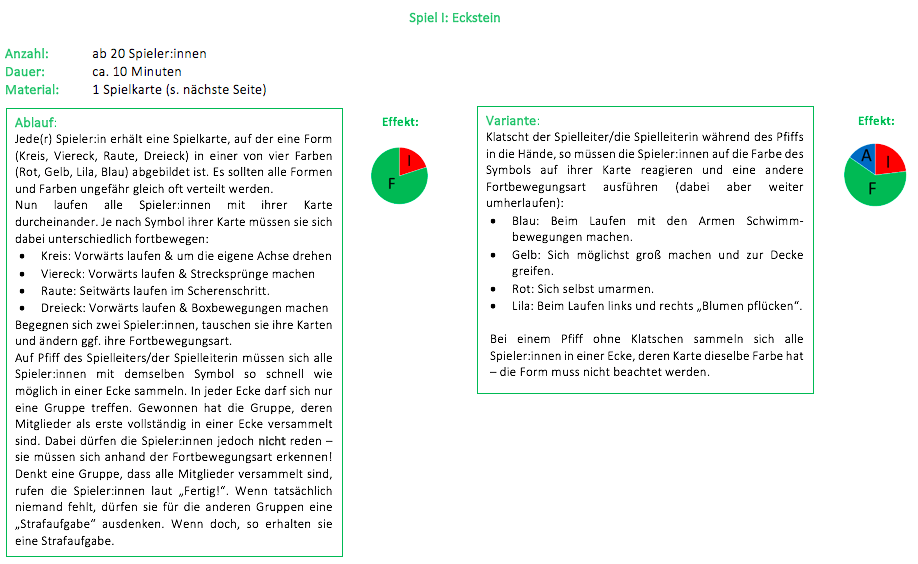 Spiel I: Eckstein
Anzahl: ab 20 Spieler:innen
Dauer: ca. 10 Minuten
Material: 1 Spielkarte (s. nächste Seite)
Ablauf:
Jede(r) Spieler:in erhält eine Spielkarte, auf der eine Form
(Kreis, Viereck, Raute, Dreieck) in einer von vier Farben
(Rot, Gelb, Lila, Blau) abgebildet ist. Es sollten alle Formen
und Farben ungefähr gleich oft verteilt werden.
Nun laufen alle Spieler:innen mit ihrer Karte
durcheinander. Je nach Symbol ihrer Karte müssen sie sich
dabei unterschiedlich fortbewegen:
• Kreis: Vorwärts laufen & um die eigene Achse drehen
• Viereck: Vorwärts laufen & Strecksprünge machen
• Raute: Seitwärts laufen im Scherenschritt.
• Dreieck: Vorwärts laufen & Boxbewegungen machen
Begegnen sich zwei Spieler:innen, tauschen sie ihre Karten
und ändern ggf. ihre Fortbewegungsart.
Auf Pfiff des Spielleiters/der Spielleiterin müssen sich alle
Spieler:innen mit demselben Symbol so schnell wie
möglich in einer Ecke sammeln. In jeder Ecke darf sich nur
eine Gruppe treffen. Gewonnen hat die Gruppe, deren
Mitglieder als erste vollständig in einer Ecke versammelt
sind. Dabei dürfen die Spieler:innen jedoch nicht reden –
sie müssen sich anhand der Fortbewegungsart erkennen!
Denkt eine Gruppe, dass alle Mitglieder versammelt sind,
rufen die Spieler:innen laut „Fertig!“. Wenn tatsächlich
niemand fehlt, dürfen sie für die anderen Gruppen eine
„Strafaufgabe“ ausdenken. Wenn doch, so erhalten sie
eine Strafaufgabe.
Effekt:
I
F
Variante:
Klatscht der Spielleiter/die Spielleiterin während des Pfiffs
in die Hände, so müssen die Spieler:innen auf die Farbe des
Symbols auf ihrer Karte reagieren und eine andere
Fortbewegungsart ausführen (dabei aber weiter
umherlaufen):
• Blau: Beim Laufen mit den Armen Schwimm-
bewegungen machen.
• Gelb: Sich möglichst groß machen und zur Decke
greifen.
• Rot: Sich selbst umarmen.
• Lila: Beim Laufen links und rechts „Blumen pflücken“.
Bei einem Pfiff ohne Klatschen sammeln sich alle
Spieler:innen in einer Ecke, deren Karte dieselbe Farbe hat
– die Form muss nicht beachtet werden.
Effekt:
A
I
F